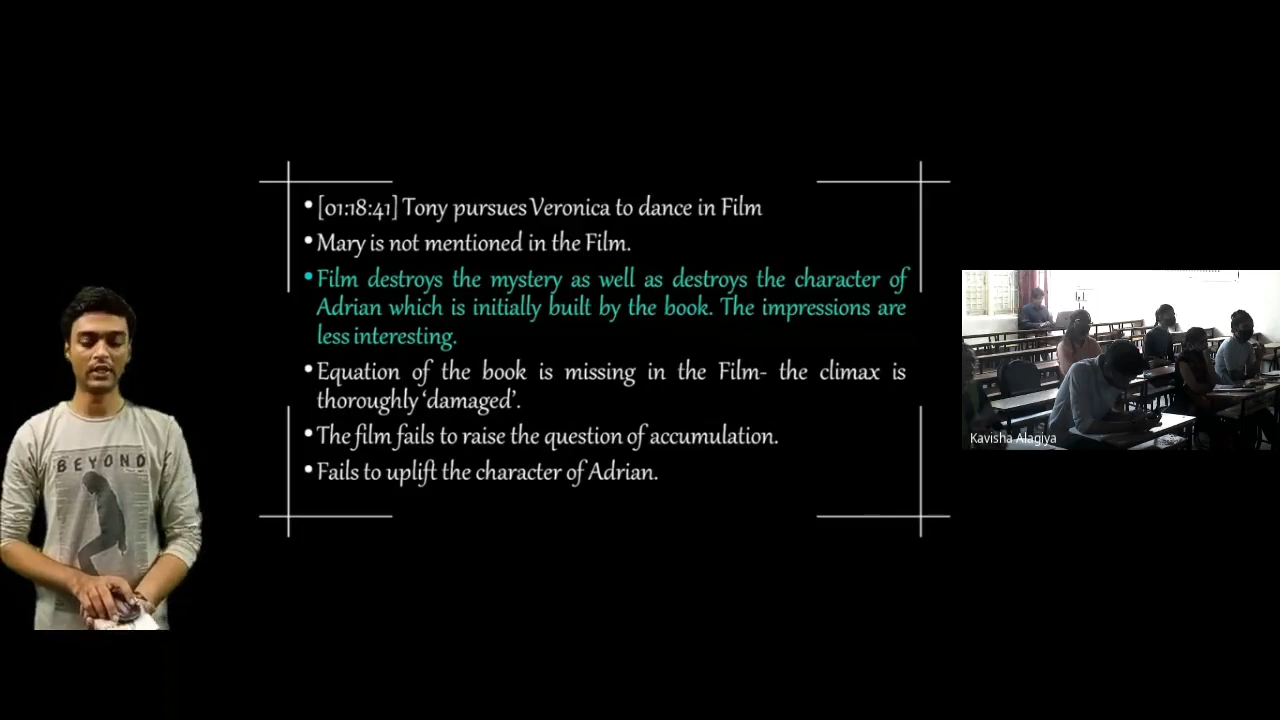 • [01:18:41] Tony pursues Veronica to dance in Film
• Mary is not mentioned in the Film.
• Film destroys the mystery as well as destroys the character of
Adrian which is initially built by the book. The impressions are
less interesting.
• Equation of the book is missing in the Film- the climax is
thoroughly ‘damaged’.
• The film fails to raise the question of accumulation.
• Fails to uplift the character of Adrian.
BEYOND
Kavisha Alagiya